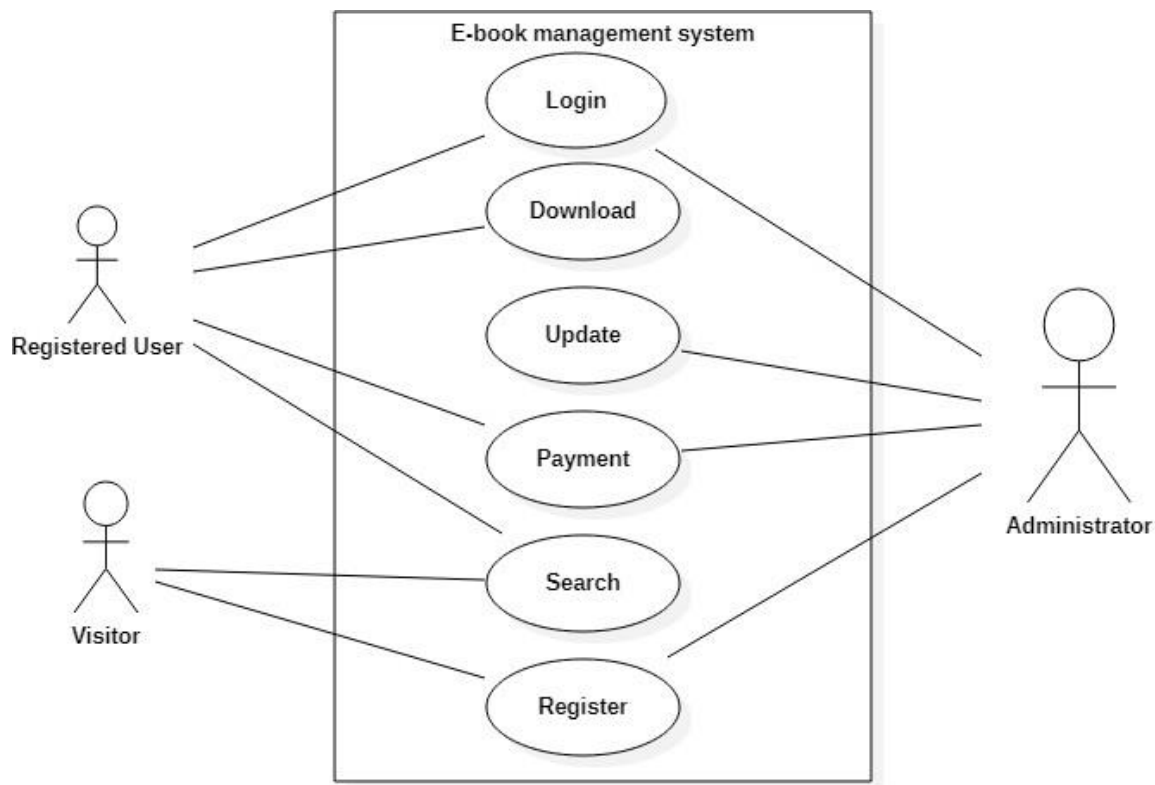 E-book management system
Login
Download
Registered User
Update
Payment
Administrator
Search
Visitor
Register